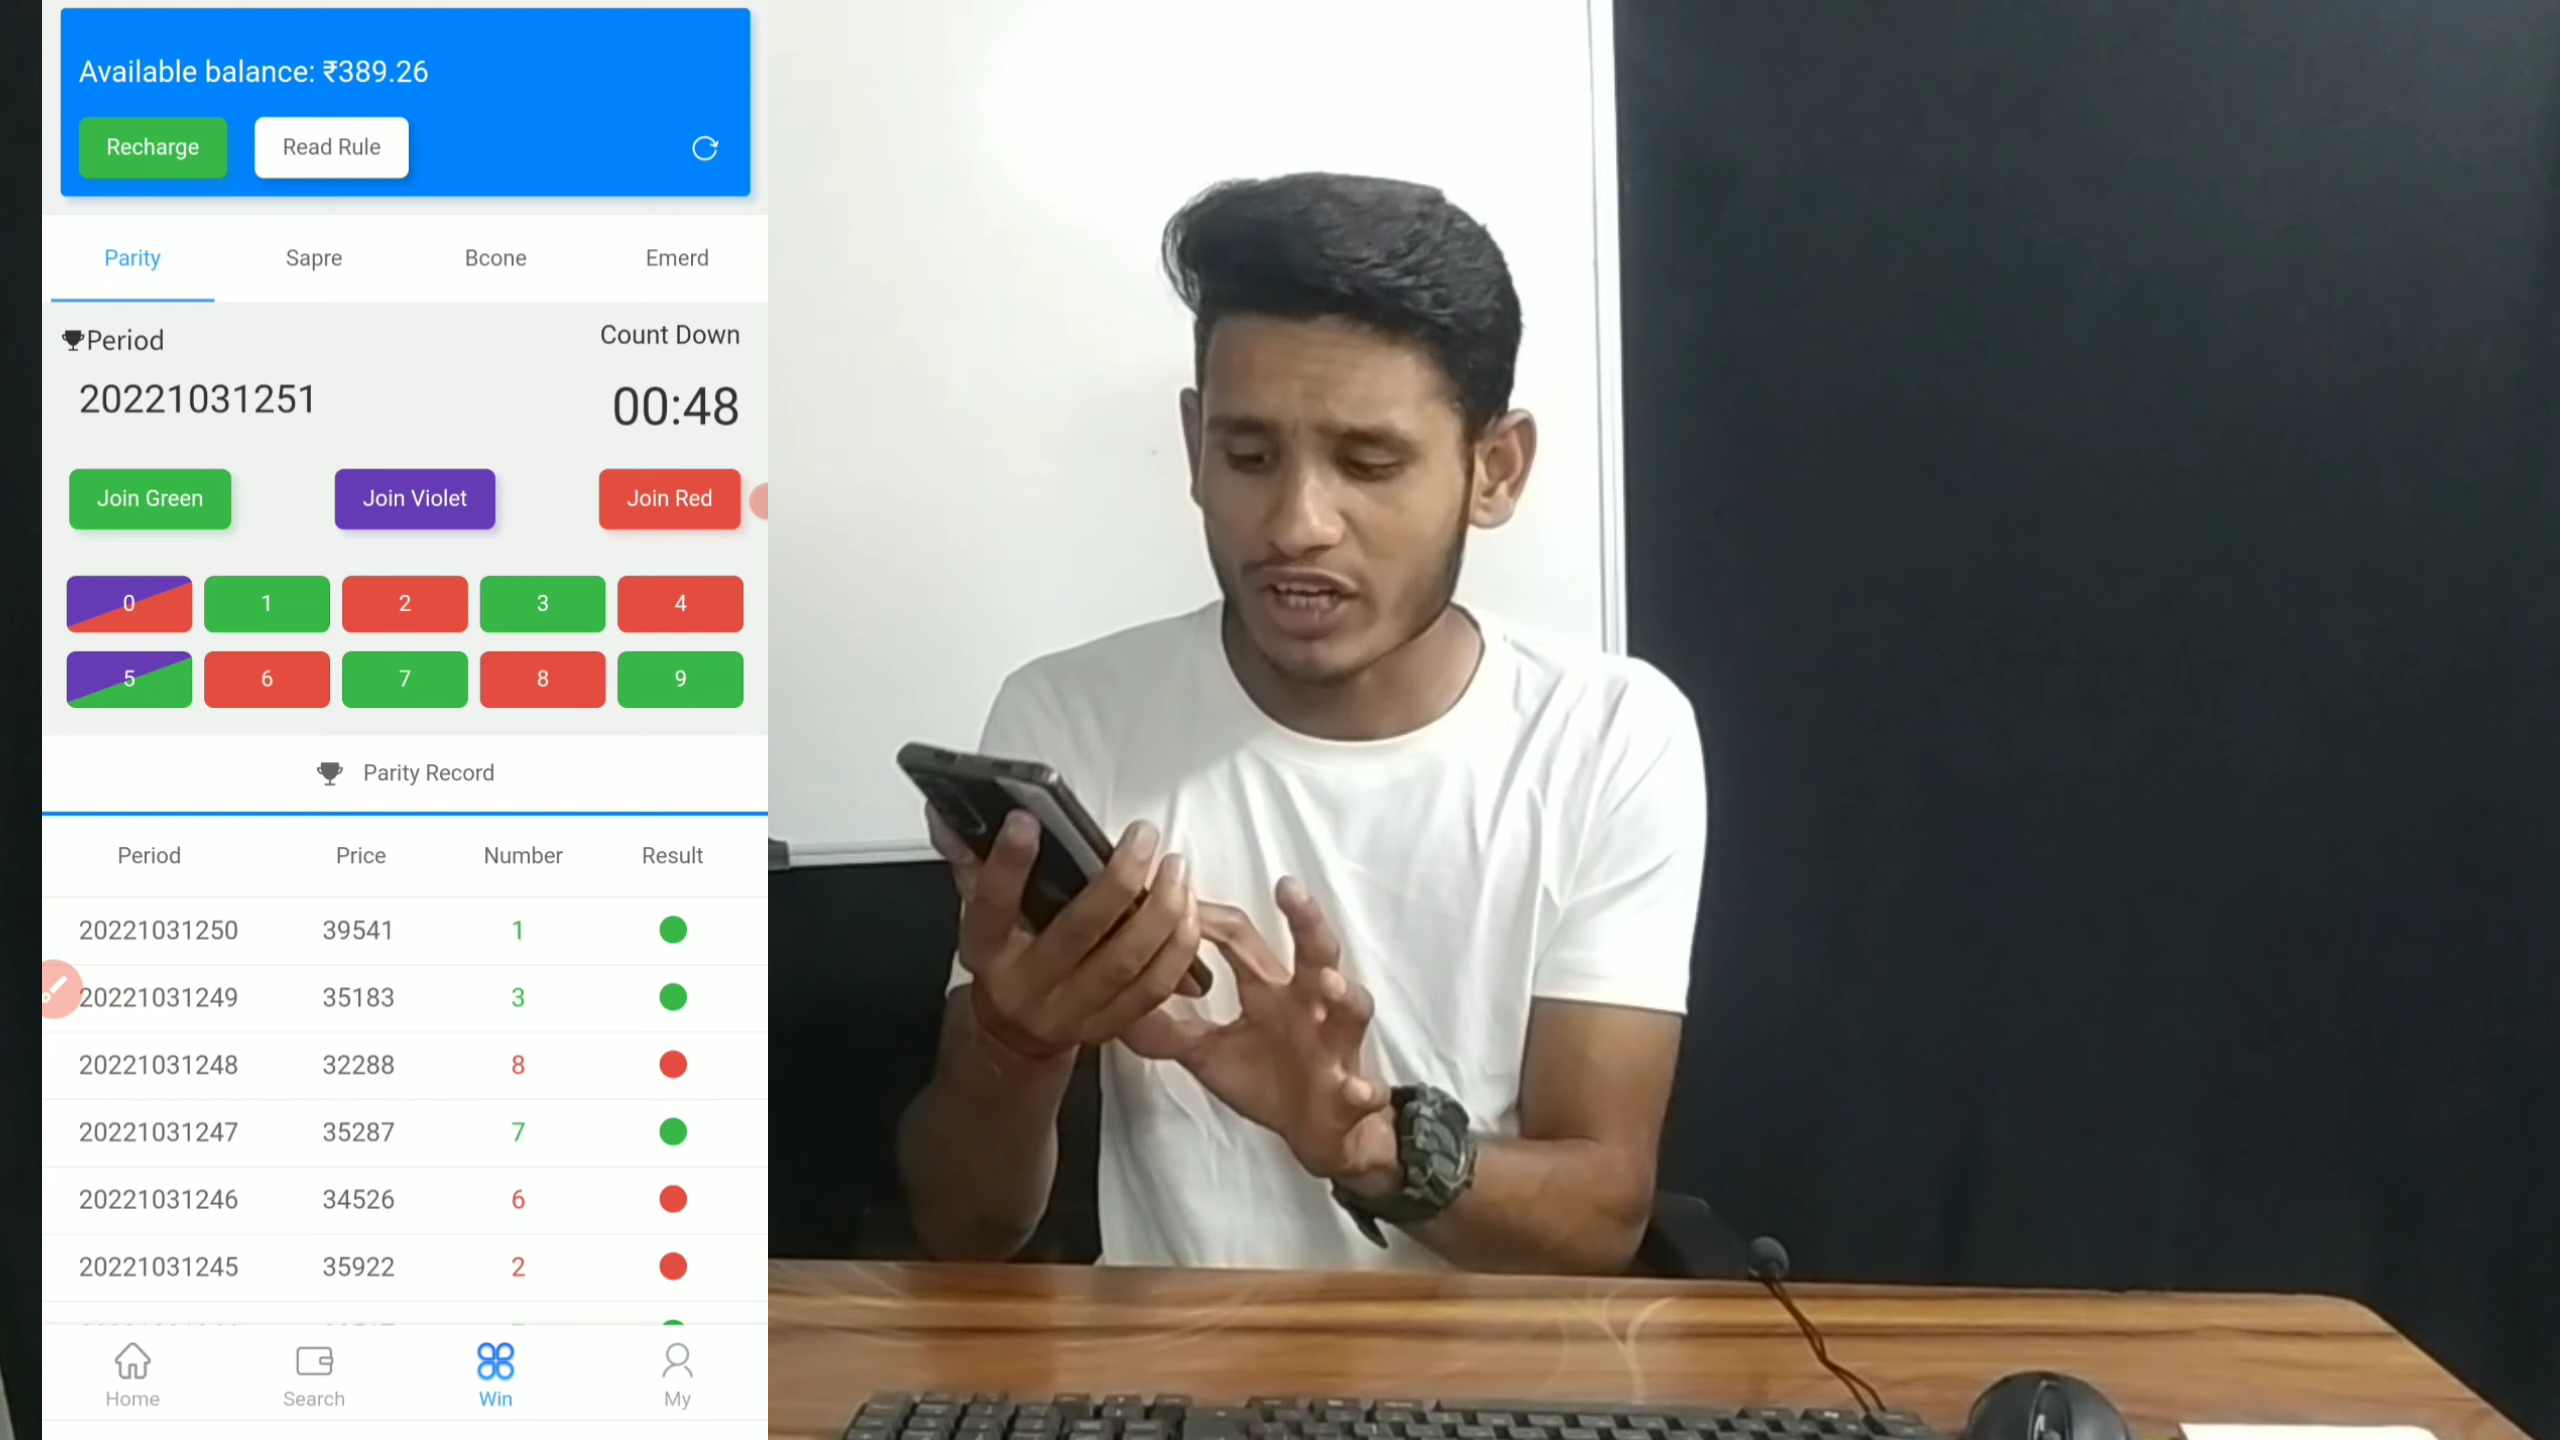 Available balance: ₹389.26
Recharge Read Rule
Parity Sapre Bcone Emerd
Period Count Down
20221031251 00:48
Join Green Join Violet Join Red
0 1 2 3 4
5 6 7 8 9
Parity Record
Period Price Number Result
20221031250 39541 1
20221031249 35183 3
20221031248 32288 8
20221031247 35287 7
20221031246 34526 6
20221031245 35922 2
Home Search Win My